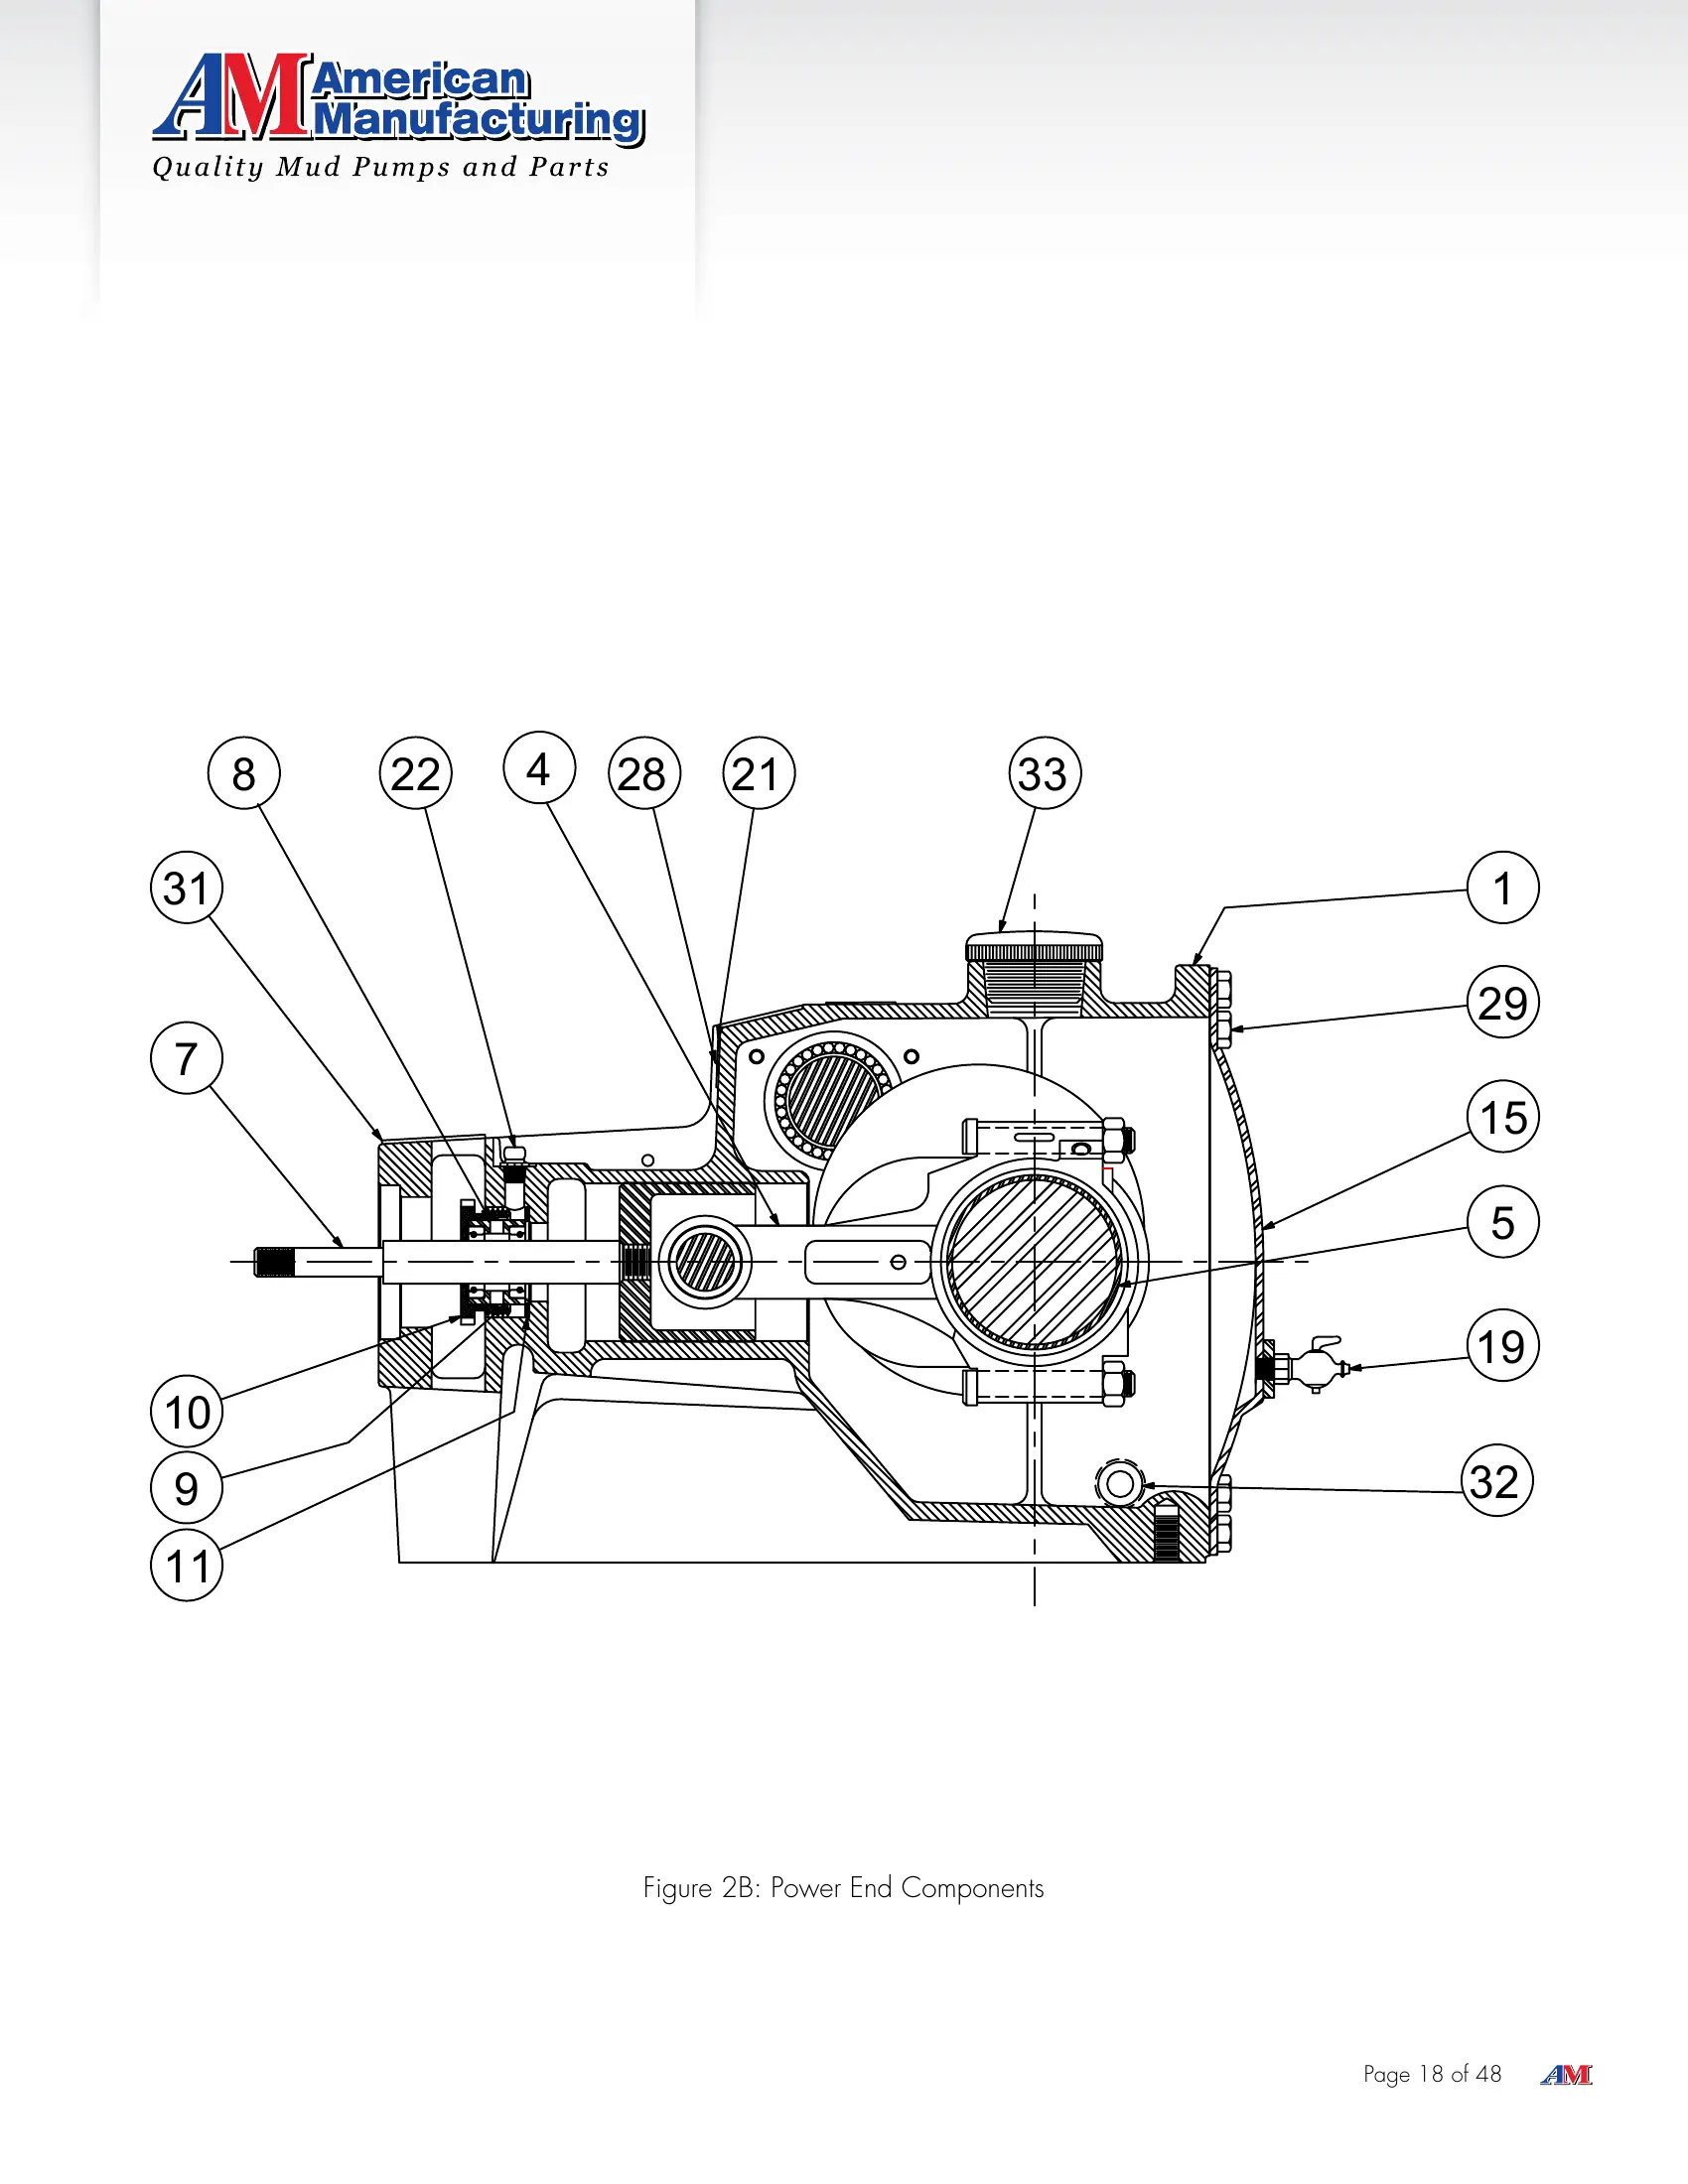 AM American
Manufacturing
Quality Mud Pumps and Parts
8
22
4
28
21
33
31
1
29
7
15
5
19
10
9
32
11
Figure 2B: Power End Components
Page 18 of 48
AM